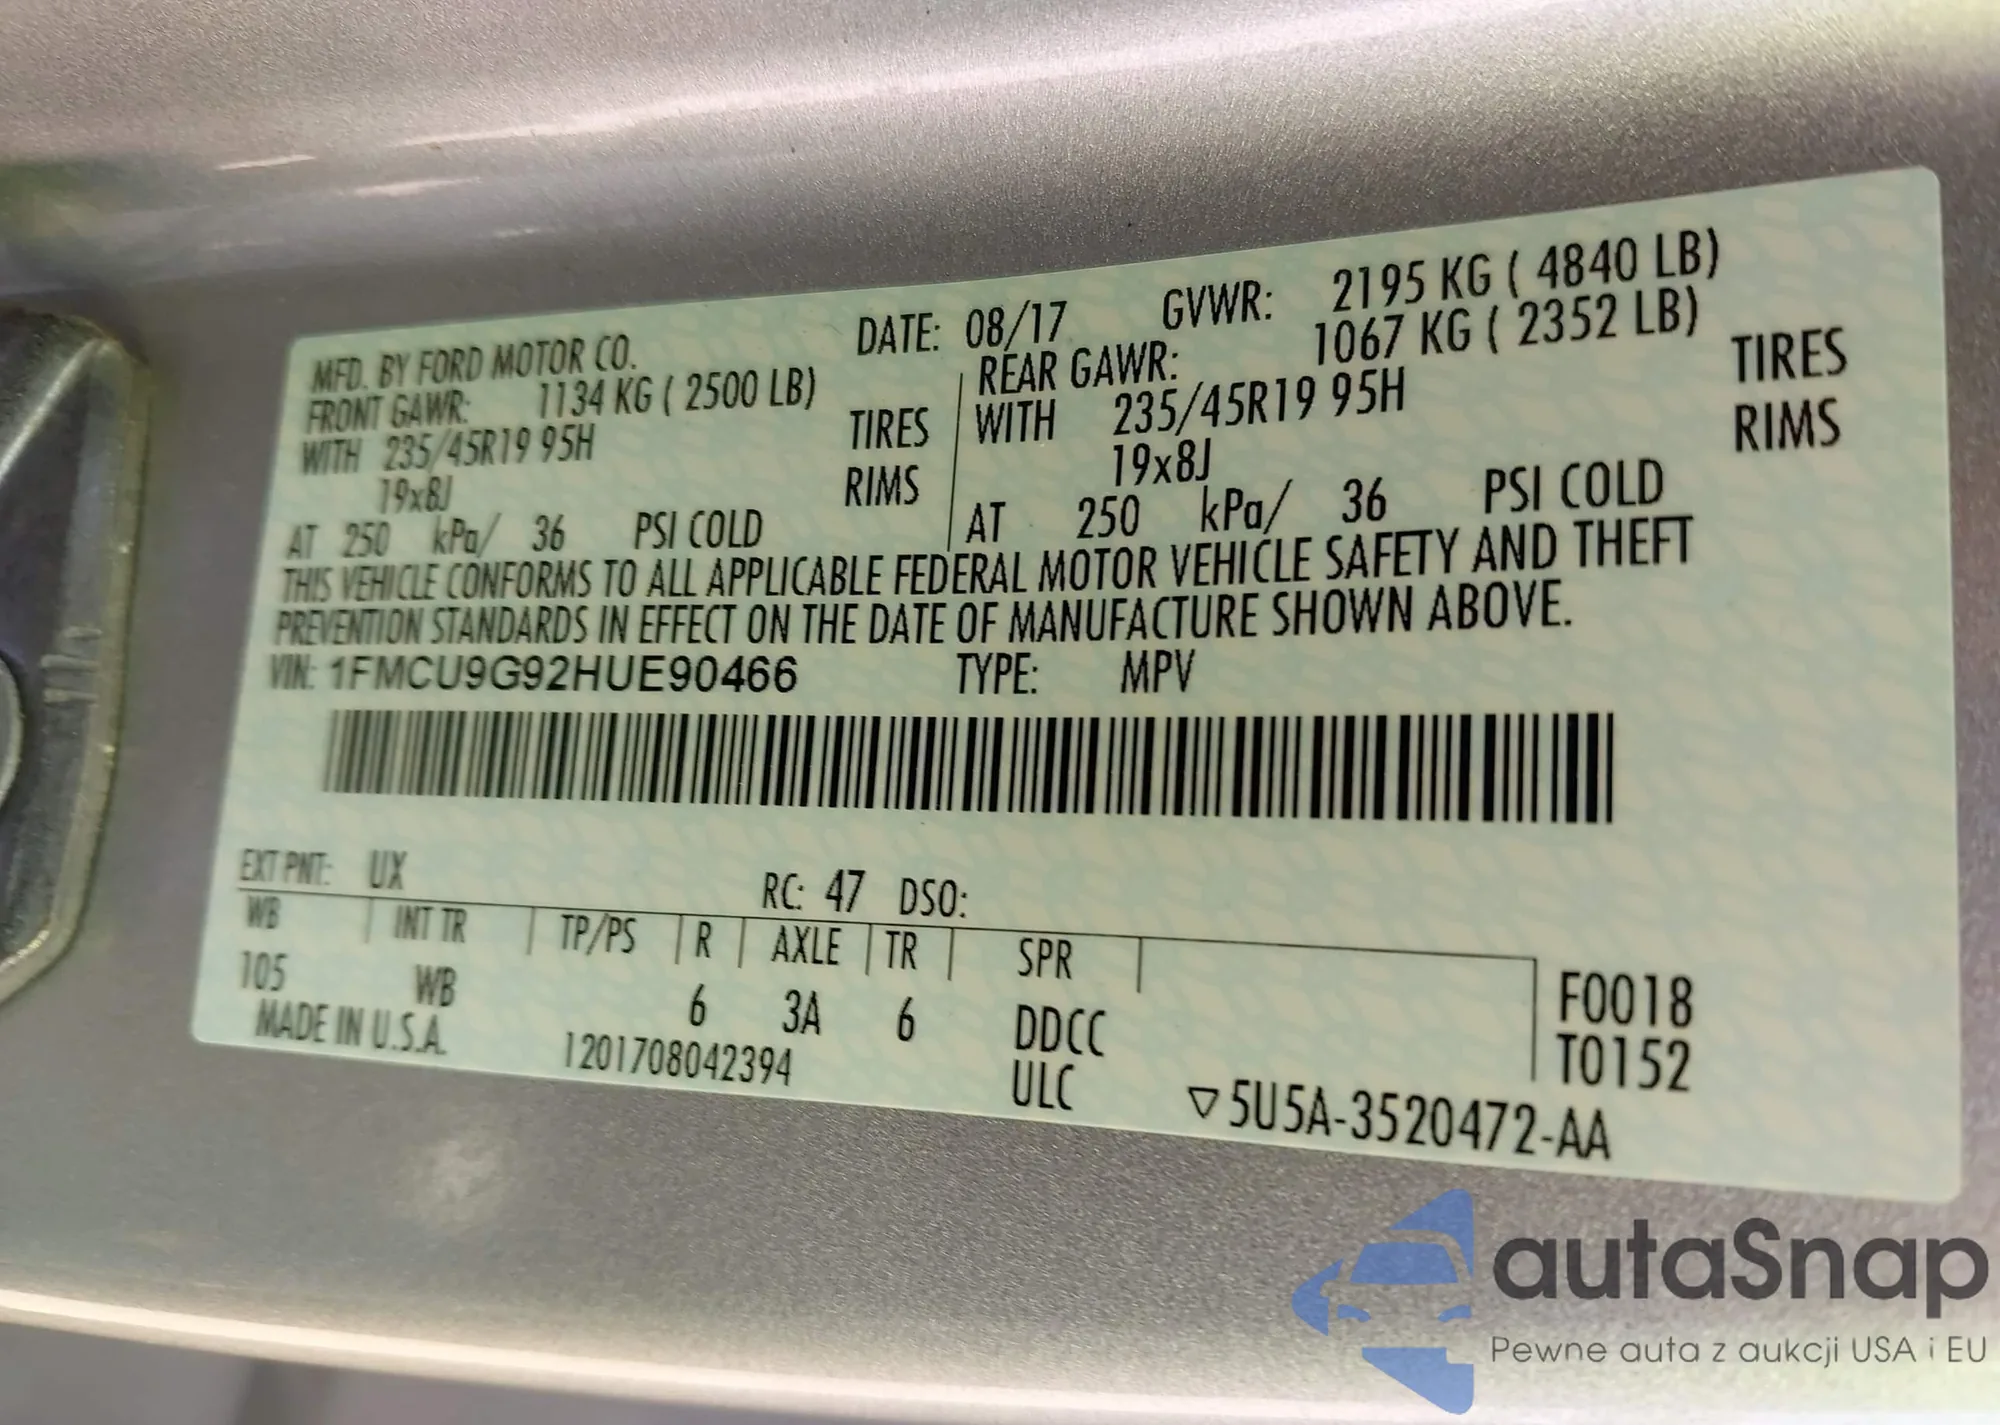 MFD. BY FORD MOTOR CO. DATE: 08/17 GVWR: 2195 KG ( 4840 LB)
FRONT GAWR: 1134 KG ( 2500 LB) REAR GAWR: 1067 KG ( 2352 LB)
WITH 235/45R19 95H TIRES WITH 235/45R19 95H TIRES
19x8J RIMS 19x8J RIMS
AT 250 kPa/ 36 PSI COLD AT 250 kPa/ 36 PSI COLD
THIS VEHICLE CONFORMS TO ALL APPLICABLE FEDERAL MOTOR VEHICLE SAFETY AND THEFT
PREVENTION STANDARDS IN EFFECT ON THE DATE OF MANUFACTURE SHOWN ABOVE.
VIN: 1FMCU9G92HUE90466 TYPE: MPV
EXT PNT: UX RC: 47 DSO:
WB INT TR TP/PS R AXLE TR SPR
105 WB 6 3A 6 DDCC F0018
MADE IN U.S.A. 1201708042394 ULC T0152
▽5U5A-3520472-AA
autaSnap
Pewne auta z aukcji USA i EU